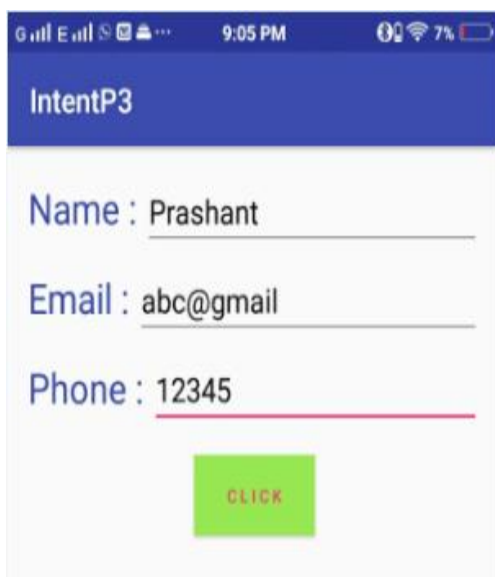 G E 9:05 PM 7%
IntentP3
Name : Prashant
Email : abc@gmail
Phone : 12345
CLICK